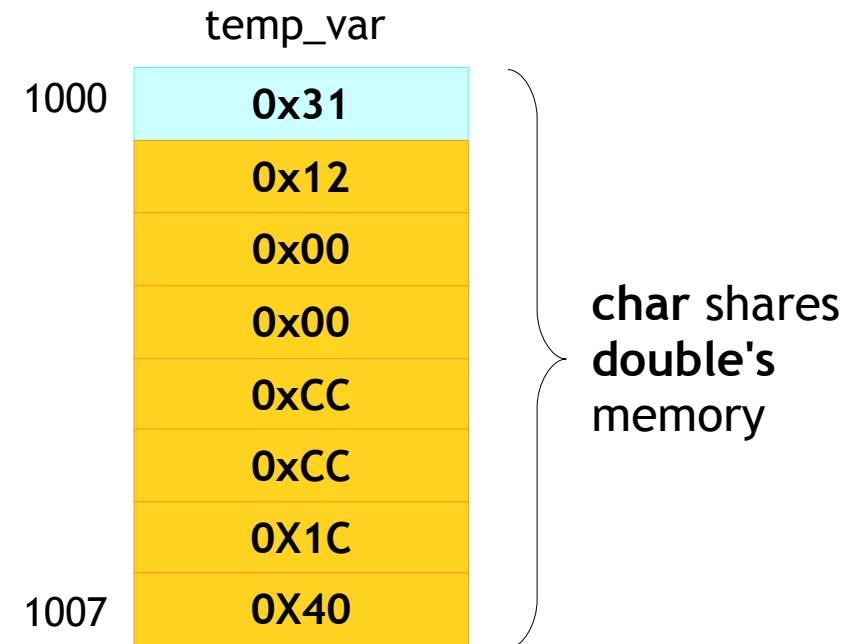 temp_var
1000
0x31
0x12
0x00
0x00
0xCC
0xCC
0X1C
1007
0X40
char shares
double's
memory